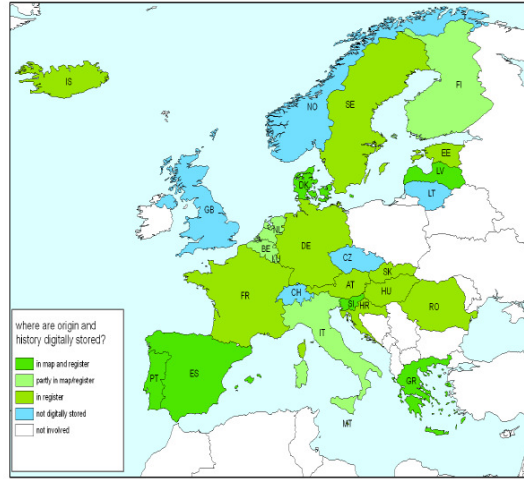 IS
NO
SE
FI
EE
LV
LT
DK
GB
NL
BE
LU
DE
CZ
SK
AT
HU
CH
FR
SI
HR
RO
IT
PT
ES
GR
MT
where are origin and
history digitally stored?
in map and register
partly in map/register
in register
not digitally stored
not involved